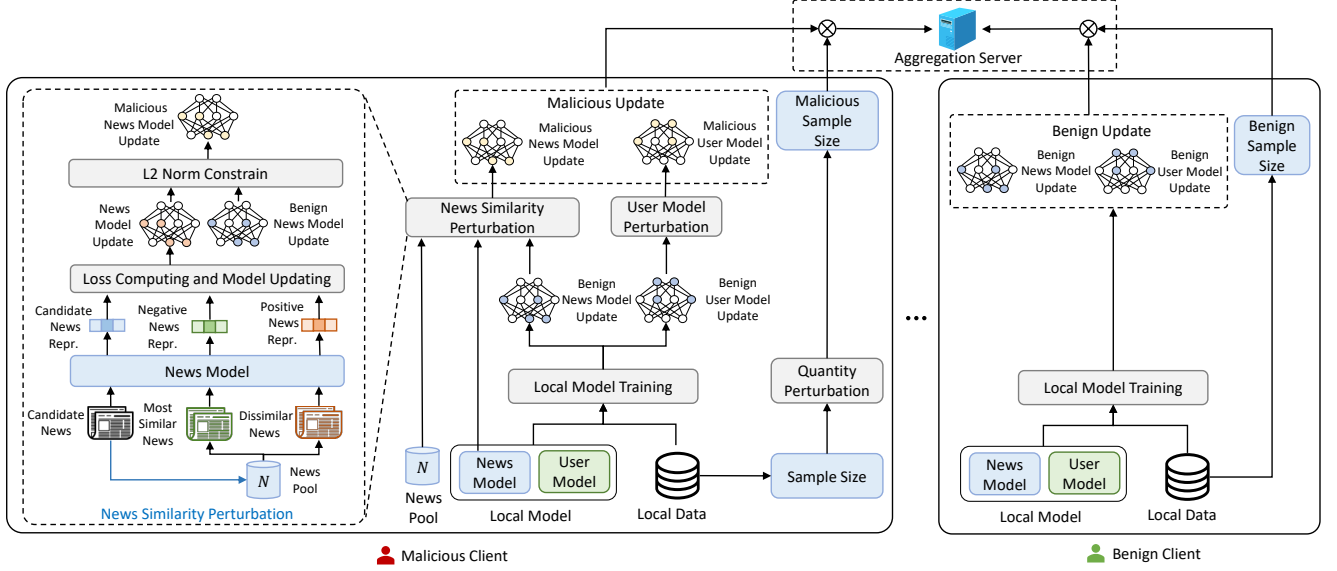 Aggregation Server
Malicious
News Model
Update
L2 Norm Constrain
News
Model
Update
Benign
News Model
Update
Loss Computing and Model Updating
Candidate
News
Repr.
Negative
News
Repr.
Positive
News
Repr.
News Model
Candidate
News
Most
Similar
News
Dissimilar
News
N
News
Pool
News Similarity Perturbation
Malicious Update
Malicious
News Model
Update
Malicious
User Model
Update
News Similarity
Perturbation
User Model
Perturbation
Benign
News Model
Update
Benign
User Model
Update
Local Model Training
N
News
Pool
News
Model
User
Model
Local Model
Local Data
Malicious
Sample
Size
Quantity
Perturbation
Sample Size
Malicious Client
...
Benign Update
Benign
News Model
Update
Benign
User Model
Update
Benign
Sample
Size
Local Model Training
News
Model
User
Model
Local Model
Local Data
Benign Client